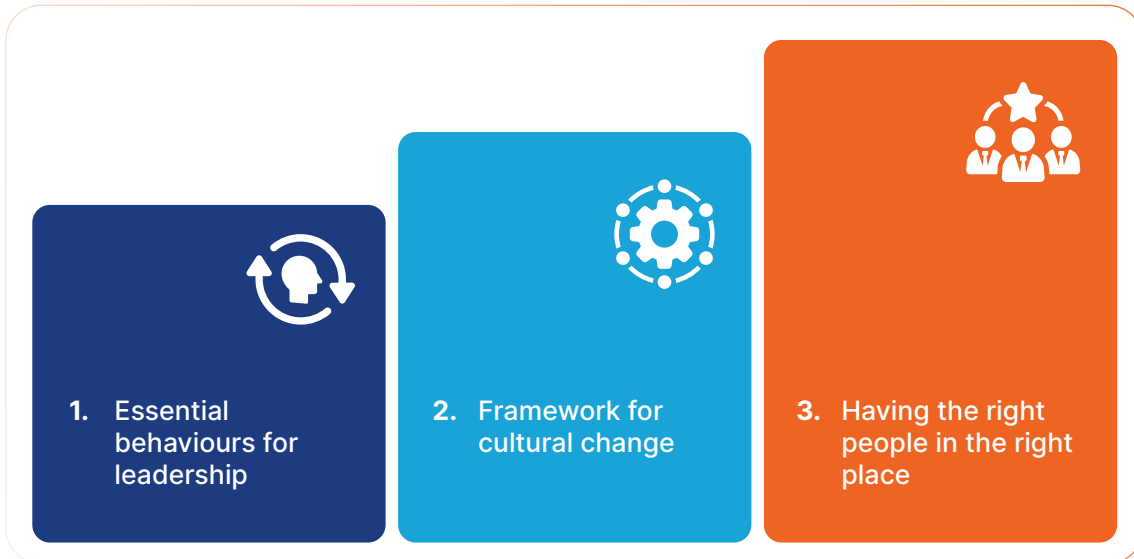 1. Essential
behaviours for
leadership
2. Framework for
cultural change
3. Having the right
people in the right
place